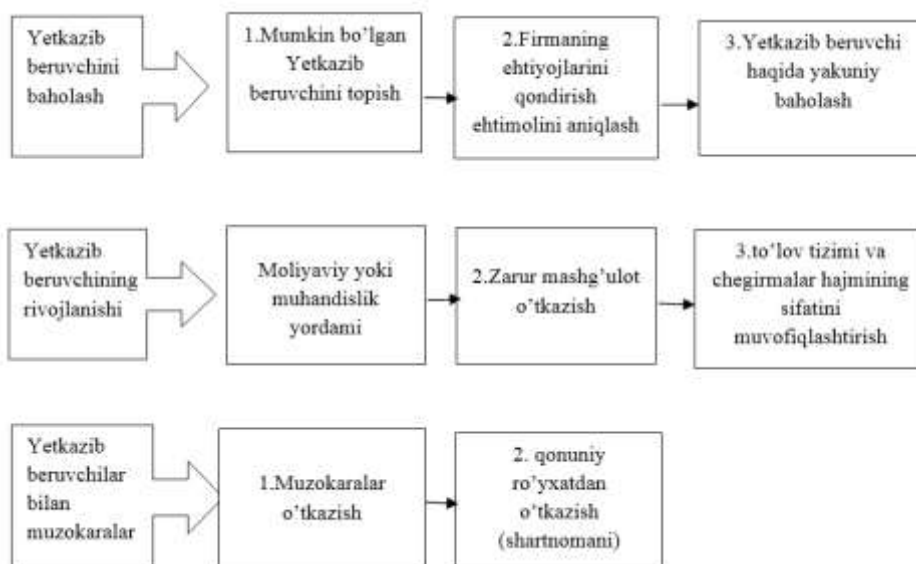 Yetkazib
beruvchini
baholash
1.Mumkin bo'lgan
Yetkazib
beruvchini topish
2.Firmaning
ehtiyojlarini
qondirish
ehtimolini aniqlash
3.Yetkazib beruvchi
haqida yakuniy
baholash
Yetkazib
beruvchining
rivojlanishi
Moliyaviy yoki
muhandislik
yordami
2.Zarur mashg'ulot
o'tkazish
3.to'lov tizimi va
chegirmalar hajmining
sifatini
muvofiqlashtirish
Yetkazib
beruvchilar
bilan
muzokaralar
1.Muzokaralar
o'tkazish
2. qonuniy
ro'yxatdan
o'tkazish
(shartnomani)